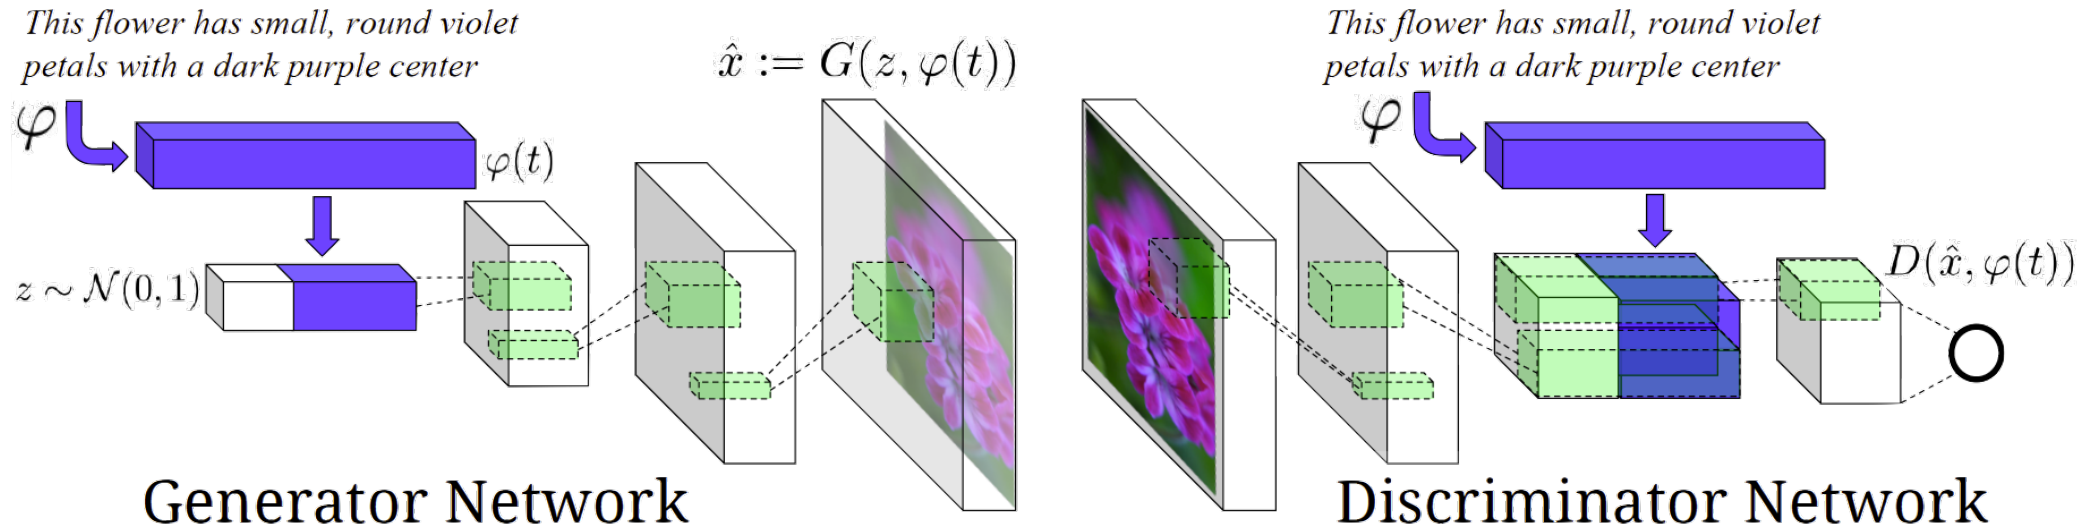 This flower has small, round violet
petals with a dark purple center
φ
φ(t)
z ∼ 𝒩(0, 1)
x̂ := G(z, φ(t))
Generator Network
This flower has small, round violet
petals with a dark purple center
φ
D(x̂, φ(t))
Discriminator Network